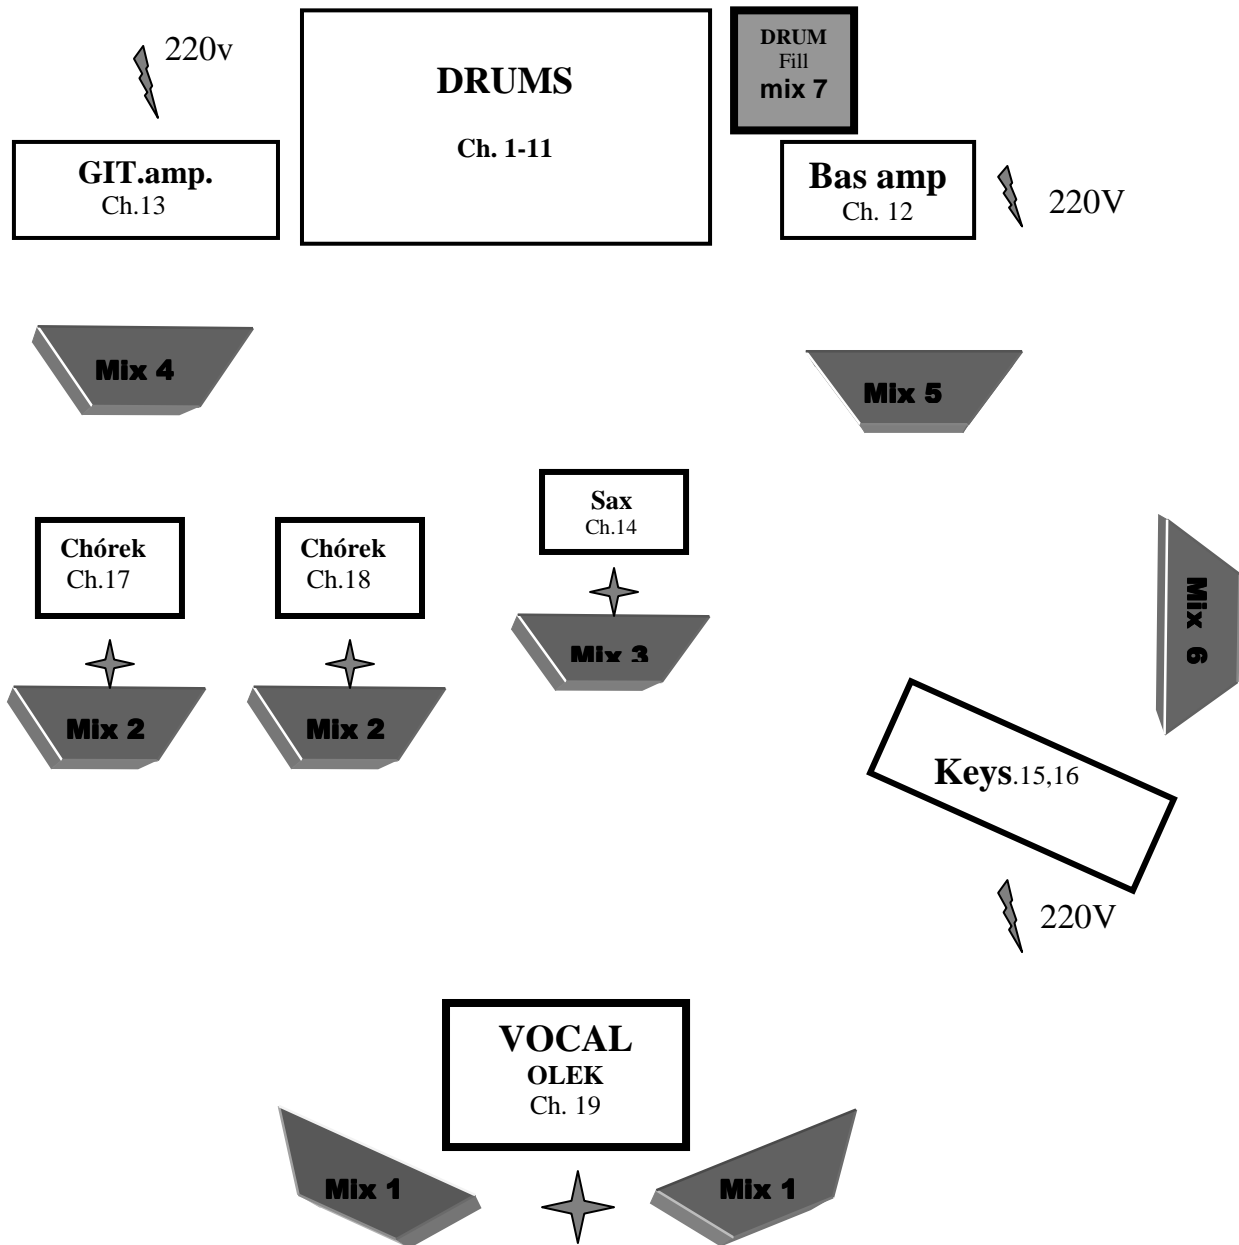 220v
DRUMS
Ch. 1-11
DRUM
Fill
mix 7
GIT.amp.
Ch.13
Bas amp
Ch. 12
220V
Mix 4
Mix 5
Sax
Ch.14
Chórek
Ch.17
Chórek
Ch.18
Mix 3
Mix 6
Mix 2
Mix 2
Keys.15,16
220V
VOCAL
OLEK
Ch. 19
Mix 1
Mix 1